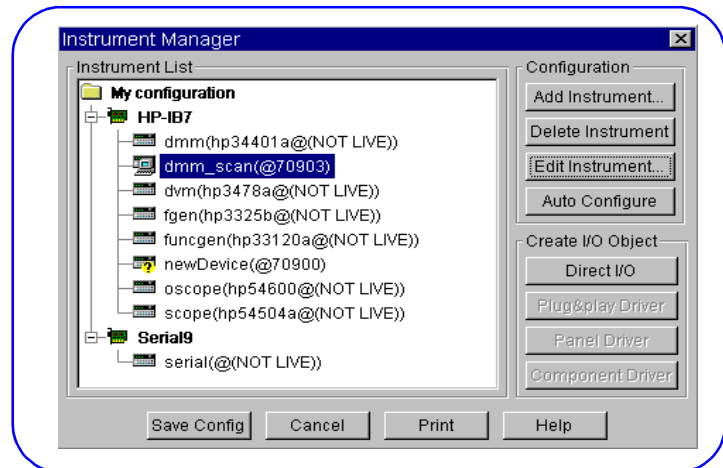 Instrument Manager
Instrument List
My configuration
HP-IB7
dmm(hp34401a@(NOT LIVE))
dmm_scan(@70903)
dvm(hp3478a@(NOT LIVE))
fgen(hp3325b@(NOT LIVE))
funcgen(hp33120a@(NOT LIVE))
newDevice(@70900)
oscope(hp54600@(NOT LIVE))
scope(hp54504a@(NOT LIVE))
Serial9
serial(@(NOT LIVE))
Configuration
Add Instrument...
Delete Instrument
Edit Instrument...
Auto Configure
Create I/O Object
Direct I/O
Plug&play Driver
Panel Driver
Component Driver
Save Config
Cancel
Print
Help